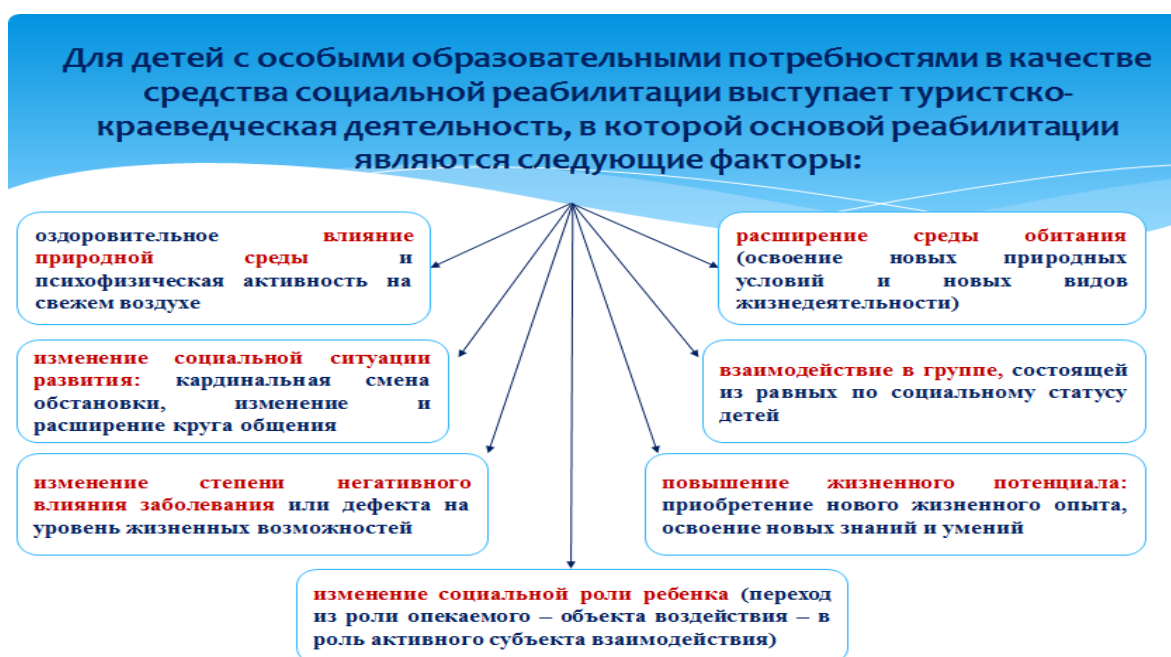 Для детей с особыми образовательными потребностями в качестве
средства социальной реабилитации выступает туристско-
краеведческая деятельность, в которой основой реабилитации
являются следующие факторы:
оздоровительное влияние
природной среды и
психофизическая активность на
свежем воздухе
расширение среды обитания
(освоение новых природных
условий и новых видов
жизнедеятельности)
изменение социальной ситуации
развития: кардинальная смена
обстановки, изменение и
расширение круга общения
взаимодействие в группе, состоящей
из равных по социальному статусу
детей
изменение степени негативного
влияния заболевания или дефекта на
уровень жизненных возможностей
повышение жизненного потенциала:
приобретение нового жизненного опыта,
освоение новых знаний и умений
изменение социальной роли ребенка (переход
из роли опекаемого – объекта воздействия – в
роль активного субъекта взаимодействия)